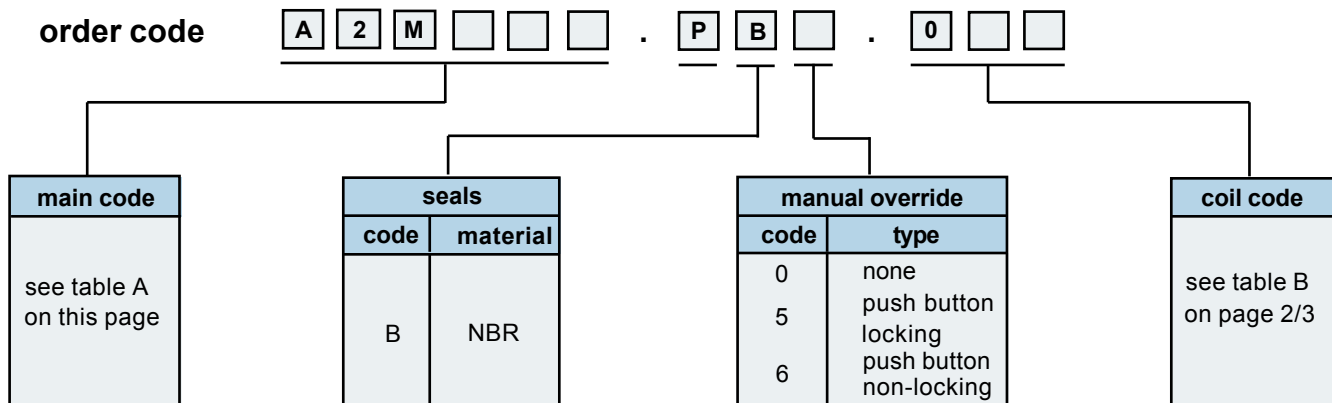 order code A 2 M . P B . 0
main code
see table A
on this page
seals
code material
B NBR
manual override
code type
0 none
5 push button
locking
6 push button
non-locking
coil code
see table B
on page 2/3